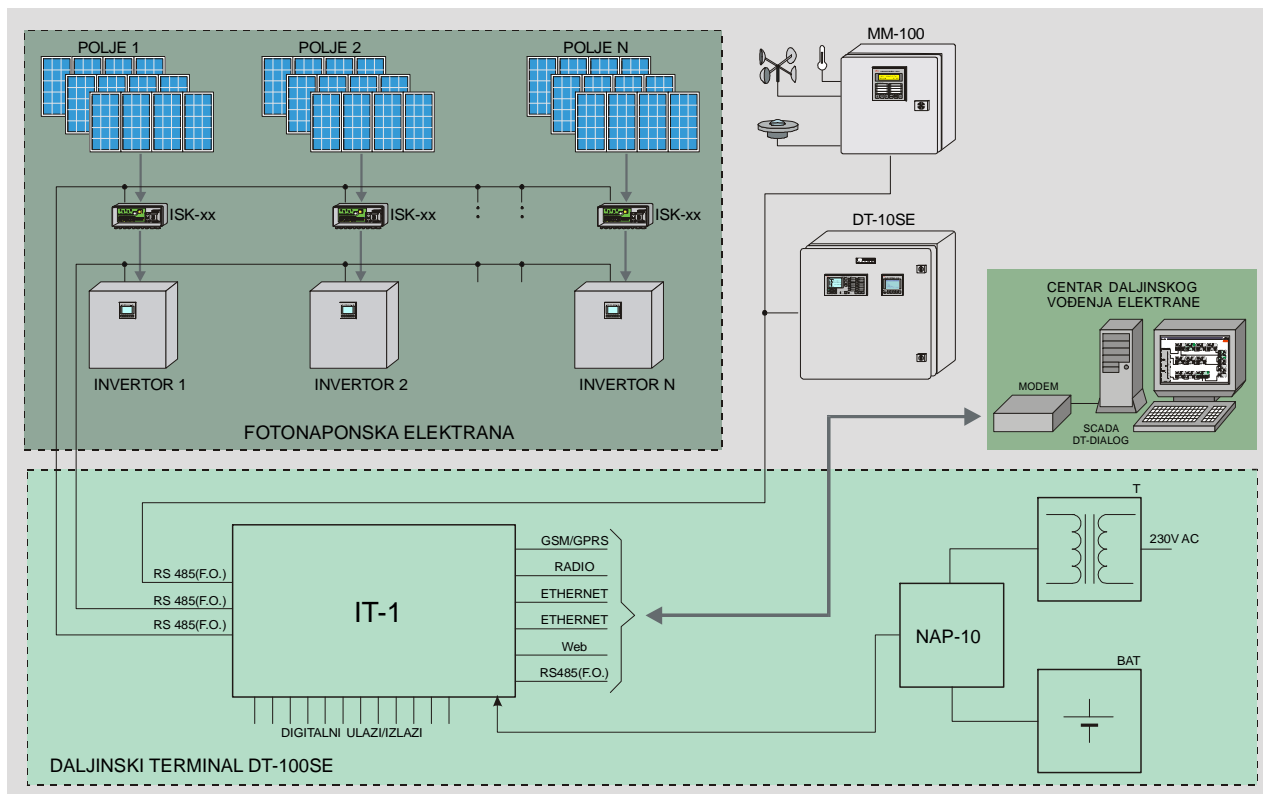 POLJE 1
POLJE 2
POLJE N
MM-100
ISK-xx
ISK-xx
ISK-xx
DT-10SE
INVERTOR 1
INVERTOR 2
INVERTOR N
FOTONAPONSKA ELEKTRANA
CENTAR DALJINSKOG
VOĐENJA ELEKTRANE
MODEM
SCADA
DT-DIALOG
RS 485(F.O.)
RS 485(F.O.)
RS 485(F.O.)
IT-1
GSM/GPRS
RADIO
ETHERNET
ETHERNET
Web
RS485(F.O.)
DIGITALNI ULAZI/IZLAZI
T
230V AC
NAP-10
BAT
DALJINSKI TERMINAL DT-100SE